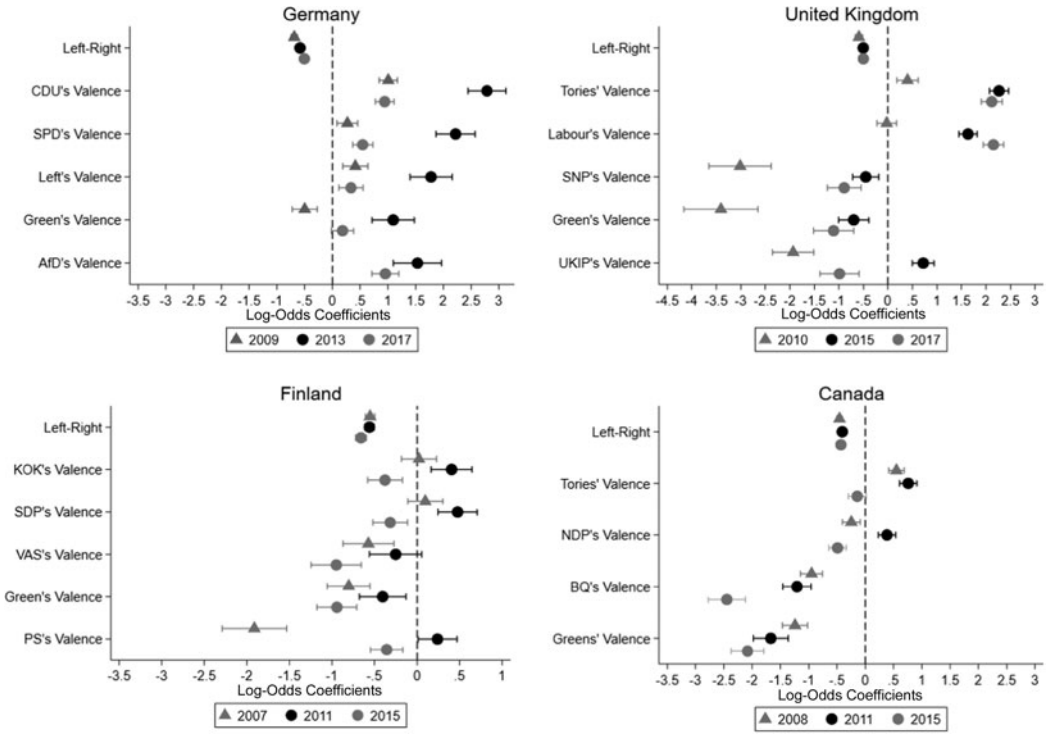 Germany
Left-Right
CDU's Valence
SPD's Valence
Left's Valence
Green's Valence
AfD's Valence
-3.5 -3 -2.5 -2 -1.5 -1 -.5 0 .5 1 1.5 2 2.5 3
Log-Odds Coefficients
2009 2013 2017
United Kingdom
Left-Right
Tories' Valence
Labour's Valence
SNP's Valence
Green's Valence
UKIP's Valence
-4.5 -4 -3.5 -3 -2.5 -2 -1.5 -1 -.5 0 .5 1 1.5 2 2.5 3
Log-Odds Coefficients
2010 2015 2017
Finland
Left-Right
KOK's Valence
SDP's Valence
VAS's Valence
Green's Valence
PS's Valence
-3.5 -3 -2.5 -2 -1.5 -1 -.5 0 .5 1
Log-Odds Coefficients
2007 2011 2015
Canada
Left-Right
Tories' Valence
NDP's Valence
BQ's Valence
Greens' Valence
-3.5 -3 -2.5 -2 -1.5 -1 -.5 0 .5 1 1.5 2 2.5 3
Log-Odds Coefficients
2008 2011 2015